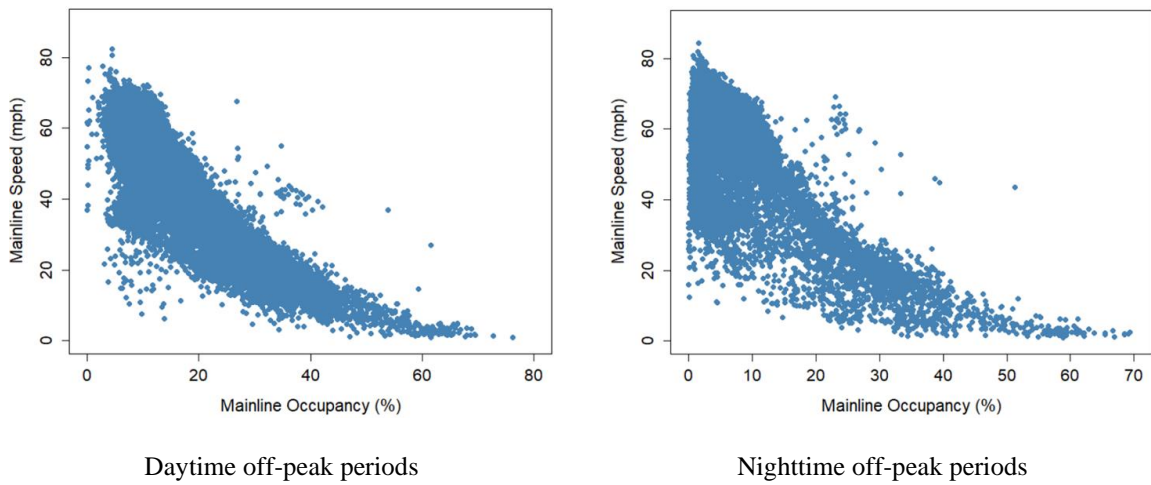 Mainline Speed (mph)
80
60
40
20
0
0 20 40 60 80
Mainline Occupancy (%)
Daytime off-peak periods
Mainline Speed (mph)
80
60
40
20
0
0 10 20 30 40 50 60 70
Mainline Occupancy (%)
Nighttime off-peak periods